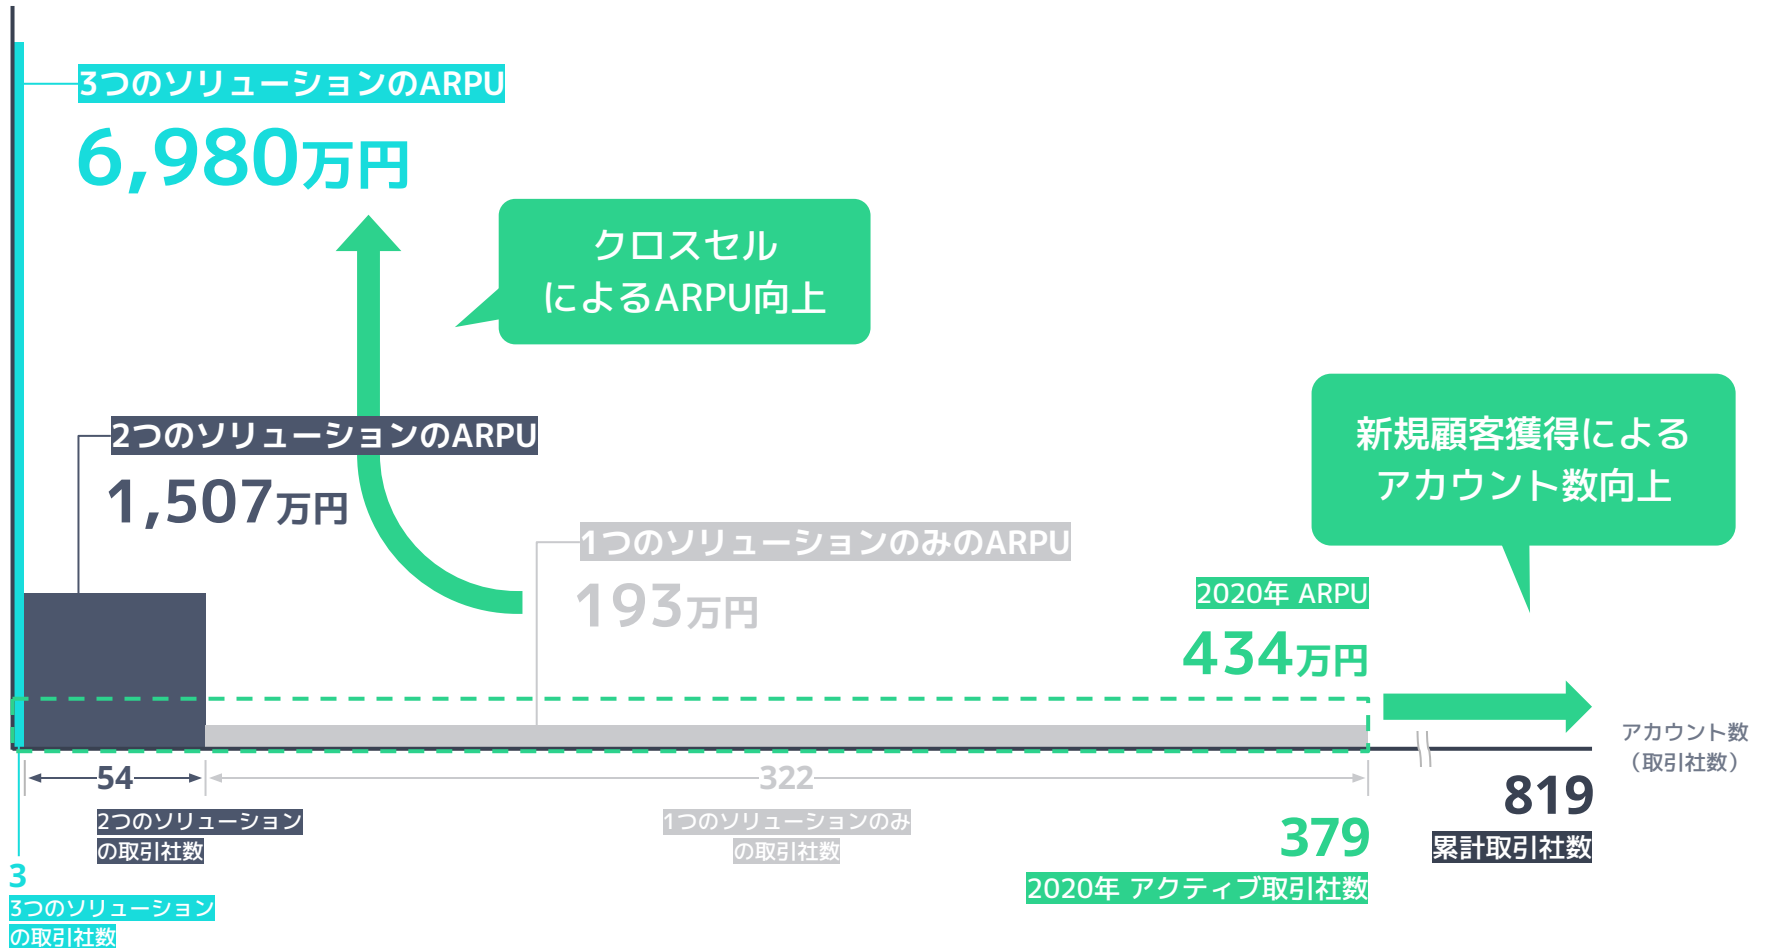 3つのソリューションのARPU
6,980万円
クロスセル
によるARPU向上
2つのソリューションのARPU
1,507万円
1つのソリューションのみのARPU
193万円
新規顧客獲得による
アカウント数向上
2020年 ARPU
434万円
アカウント数
（取引社数）
54
322
819
累計取引社数
2つのソリューション
の取引社数
1つのソリューションのみ
の取引社数
379
2020年 アクティブ取引社数
3
3つのソリューション
の取引社数